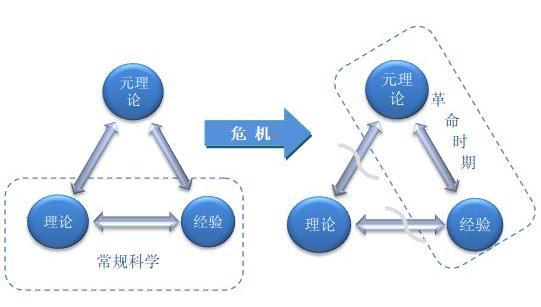 元理
论
理论
经验
常规科学
危 机
元理
论
革
命
时
期
理论
经验